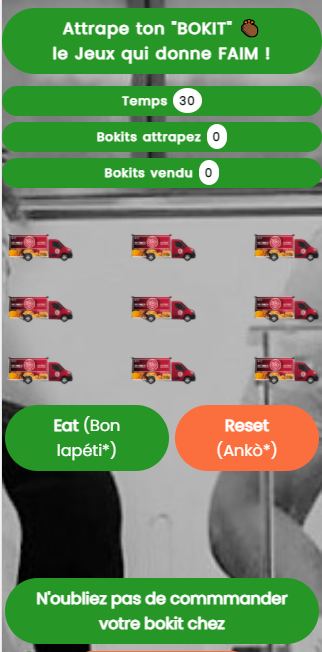 Attrape ton "BOKIT"
le Jeux qui donne FAIM !
Temps 30
Bokits attrapez 0
Bokits vendu 0
Eat (Bon
lapéti*)
Reset
(Ankò*)
N'oubliez pas de commmander
votre bokit chez